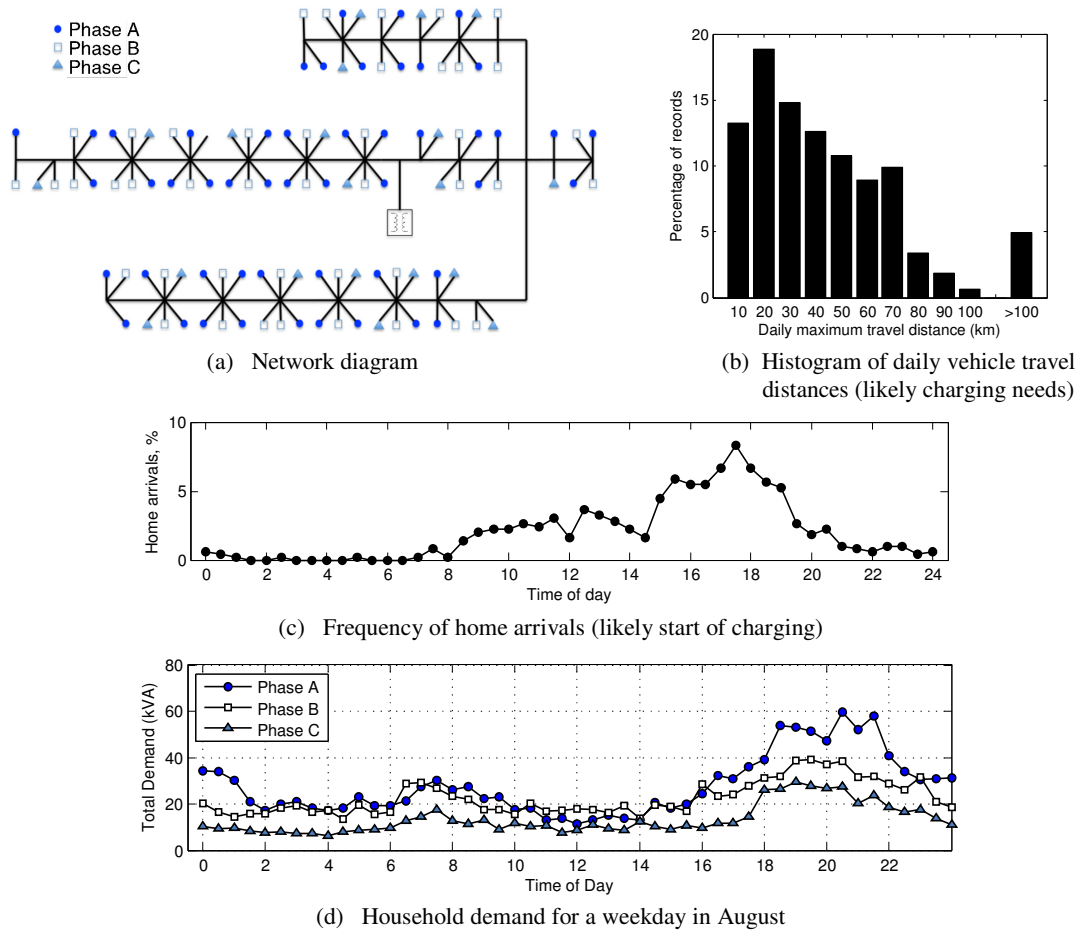 Phase A
Phase B
Phase C
(a) Network diagram
20
15
10
5
0
Percentage of records
10 20 30 40 50 60 70 80 90 100 >100
Daily maximum travel distance (km)
(b) Histogram of daily vehicle travel
distances (likely charging needs)
10
5
0
Home arrivals, %
0 2 4 6 8 10 12 14 16 18 20 22 24
Time of day
(c) Frequency of home arrivals (likely start of charging)
80
60
40
20
0
Total Demand (kVA)
Phase A
Phase B
Phase C
0 2 4 6 8 10 12 14 16 18 20 22
Time of Day
(d) Household demand for a weekday in August